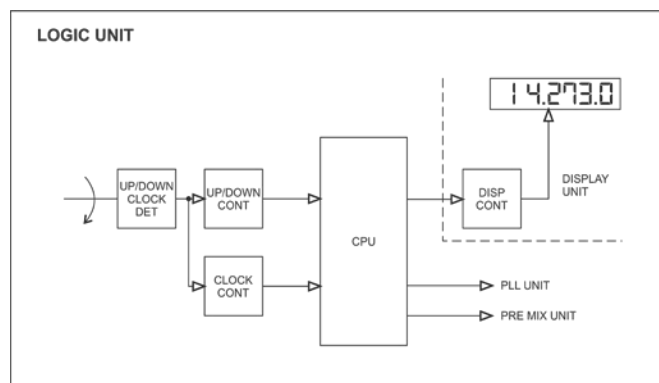 LOGIC UNIT
14.273.0
UP/DOWN
CLOCK
DET
UP/DOWN
CONT
CLOCK
CONT
CPU
DISP
CONT
DISPLAY
UNIT
PLL UNIT
PRE MIX UNIT